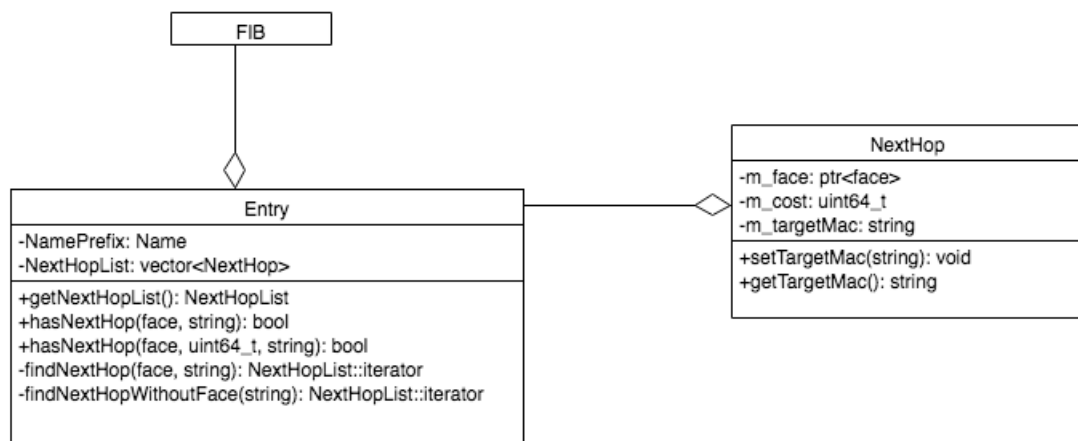 FIB
Entry
-NamePrefix: Name
-NextHopList: vector<NextHop>
+getNextHopList(): NextHopList
+hasNextHop(face, string): bool
+hasNextHop(face, uint64_t, string): bool
-findNextHop(face, string): NextHopList::iterator
-findNextHopWithoutFace(string): NextHopList::iterator
NextHop
-m_face: ptr<face>
-m_cost: uint64_t
-m_targetMac: string
+setTargetMac(string): void
+getTargetMac(): string